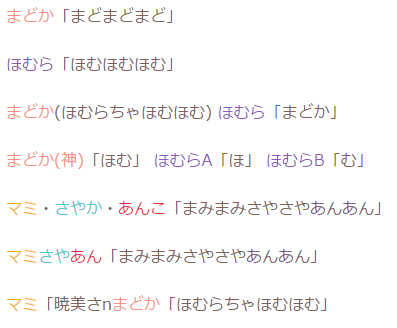 まどか「まどまどまど」
ほむら「ほむほむほむ」
まどか(ほむらちゃほむほむ) ほむら「まどか」
まどか(神)「ほむ」 ほむらA「ほ」 ほむらB「む」
マミ・さやか・あんこ「まみまみさやさやあんあん」
マミさやあん「まみまみさやさやあんあん」
マミ「暁美さnまどか「ほむらちゃほむほむ」